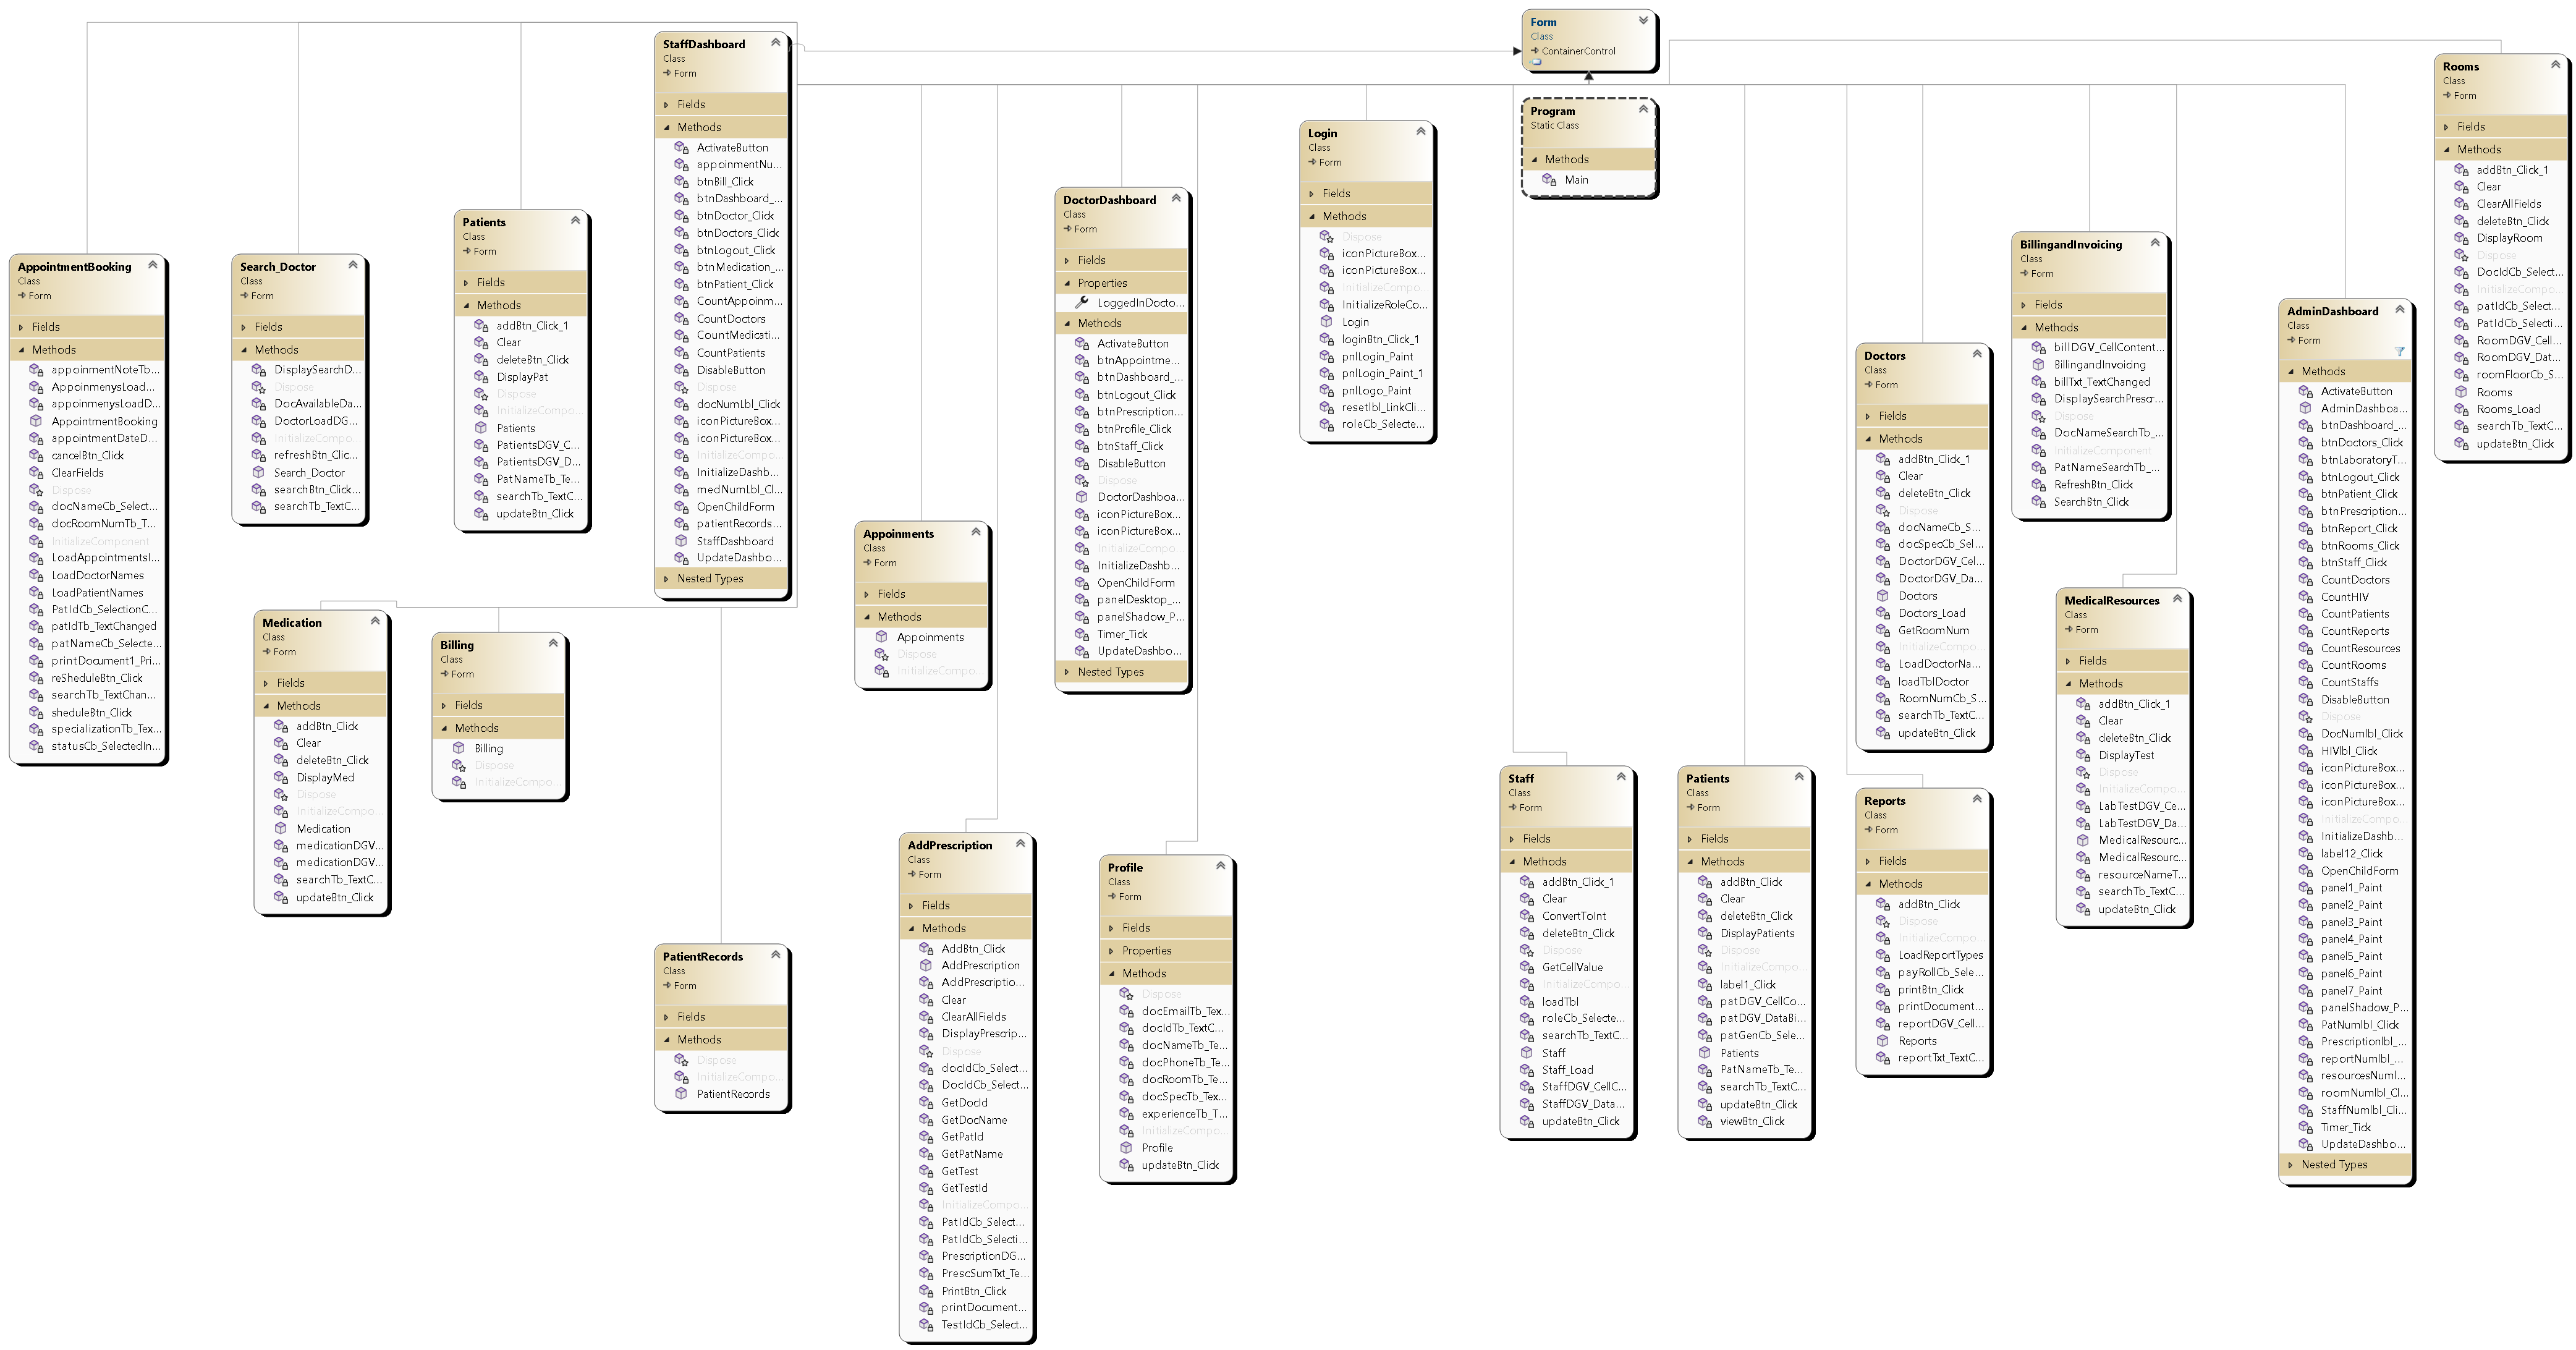 AppointmentBooking
Class
Form
Fields
Methods
appointmentNoteTb...
AppoinmenysLoad...
appoinmenysLoadD...
AppointmentBooking
appointmentDateD...
cancelBtn_Click
ClearFields
Dispose
docNameCb_Select...
docRoomNumTb_T...
InitializeComponent
LoadAppointmentsI...
LoadDoctorNames
LoadPatientNames
PatIdCb_SelectionC...
patIdTb_TextChanged
patNameCb_Selecte...
printDocument1_Pri...
reSheduleBtn_Click
searchTb_TextChan...
sheduleBtn_Click
specializationTb_Tex...
statusCb_SelectedIn...
Search_Doctor
Class
Form
Fields
Methods
DisplaySearchD...
Dispose
DocAvailableDa...
DoctorLoadDG...
InitializeCompo...
refreshBtn_Clic...
Search_Doctor
searchBtn_Click...
searchTb_TextC...
Medication
Class
Form
Fields
Methods
addBtn_Click
Clear
deleteBtn_Click
DisplayMed
Dispose
InitializeCompo...
Medication
medicationDGV...
medicationDGV...
searchTb_TextC...
updateBtn_Click
Patients
Class
Form
Fields
Methods
addBtn_Click_1
Clear
deleteBtn_Click
DisplayPat
Dispose
InitializeCompo...
Patients
PatientsDGV_C...
PatientsDGV_D...
PatNameTb_Te...
searchTb_TextC...
updateBtn_Click
Billing
Class
Form
Fields
Methods
Billing
Dispose
InitializeCompo...
StaffDashboard
Class
Form
Fields
Methods
ActivateButton
appoinmentNu...
btnBill_Click
btnDashboard_...
btnDoctor_Click
btnDoctors_Click
btnLogout_Click
btnMedication_...
btnPatient_Click
CountAppoinm...
CountDoctors
CountMedicati...
CountPatients
DisableButton
Dispose
docNumLbl_Click
iconPictureBox...
iconPictureBox...
InitializeCompo...
InitializeDashb...
medNumLbl_Cl...
OpenChildForm
patientRecords...
StaffDashboard
UpdateDashbo...
Nested Types
PatientRecords
Class
Form
Fields
Methods
Dispose
InitializeCompo...
PatientRecords
Appoinments
Class
Form
Fields
Methods
Appoinments
Dispose
InitializeCompo...
AddPrescription
Class
Form
Fields
Methods
AddBtn_Click
AddPrescription
AddPrescriptio...
Clear
ClearAllFields
DisplayPrescrip...
Dispose
docIdCb_Select...
DocIdCb_Select...
GetDocId
GetDocName
GetPatId
GetPatName
GetTest
GetTestId
InitializeCompo...
PatIdCb_Select...
PatIdCb_Selecti...
PrescriptionDG...
PrescSumTxt_Te...
PrintBtn_Click
printDocument...
TestIdCb_Select...
DoctorDashboard
Class
Form
Fields
Properties
LoggedInDocto...
Methods
ActivateButton
btnAppointme...
btnDashboard_...
btnLogout_Click
btnPrescription...
btnProfile_Click
btnStaff_Click
DisableButton
Dispose
DoctorDashboa...
iconPictureBox...
iconPictureBox...
InitializeCompo...
InitializeDashb...
OpenChildForm
panelDesktop_...
panelShadow_P...
Timer_Tick
UpdateDashbo...
Nested Types
Profile
Class
Form
Fields
Properties
Methods
Dispose
docEmailTb_Tex...
docIdTb_TextC...
docNameTb_Te...
docPhoneTb_Te...
docRoomTb_Te...
docSpecTb_Tex...
experienceTb_T...
InitializeCompo...
Profile
updateBtn_Click
Login
Class
Form
Fields
Methods
Dispose
iconPictureBox...
iconPictureBox...
InitializeCompo...
InitializeRoleCo...
Login
loginBtn_Click_1
pnlLogin_Paint
pnlLogin_Paint_1
pnlLogo_Paint
resetlbl_LinkCli...
roleCb_Selecte...
Form
Class
ContainerControl
Program
Static Class
Methods
Main
Staff
Class
Form
Fields
Methods
addBtn_Click_1
Clear
ConvertToInt
deleteBtn_Click
Dispose
GetCellValue
InitializeCompo...
loadTbl
roleCb_Selecte...
searchTb_TextC...
Staff
Staff_Load
StaffDGV_CellC...
StaffDGV_Data...
updateBtn_Click
Patients
Class
Form
Fields
Methods
addBtn_Click
Clear
deleteBtn_Click
DisplayPatients
Dispose
InitializeCompo...
label1_Click
patDGV_CellCo...
patDGV_DataBi...
patGenCb_Sele...
Patients
PatNameTb_Te...
searchTb_TextC...
updateBtn_Click
viewBtn_Click
Doctors
Class
Form
Fields
Methods
addBtn_Click_1
Clear
deleteBtn_Click
Dispose
docNameCb_S...
docSpecCb_Sel...
DoctorDGV_Cel...
DoctorDGV_Da...
Doctors
Doctors_Load
GetRoomNum
InitializeCompo...
LoadDoctorNa...
loadTblDoctor
RoomNumCb_S...
searchTb_TextC...
updateBtn_Click
Reports
Class
Form
Fields
Methods
addBtn_Click
Dispose
InitializeCompo...
LoadReportTypes
payRollCb_Sele...
printBtn_Click
printDocument...
reportDGV_Cell...
Reports
reportTxt_TextC...
BillingandInvoicing
Class
Form
Fields
Methods
billDGV_CellContent...
BillingandInvoicing
billTxt_TextChanged
DisplaySearchPrescr...
Dispose
DocNameSearchTb_...
InitializeComponent
PatNameSearchTb_...
RefreshBtn_Click
SearchBtn_Click
MedicalResources
Class
Form
Fields
Methods
addBtn_Click_1
Clear
deleteBtn_Click
DisplayTest
Dispose
InitializeCompo...
LabTestDGV_Ce...
LabTestDGV_Da...
MedicalResourc...
MedicalResourc...
resourceNameT...
searchTb_TextC...
updateBtn_Click
AdminDashboard
Class
Form
Methods
ActivateButton
AdminDashboa...
btnDashboard_...
btnDoctors_Click
btnLaboratoryT...
btnLogout_Click
btnPatient_Click
btnPrescription...
btnReport_Click
btnRooms_Click
btnStaff_Click
CountDoctors
CountHIV
CountPatients
CountReports
CountResources
CountRooms
CountStaffs
DisableButton
Dispose
DocNumlbl_Click
HIVlbl_Click
iconPictureBox...
iconPictureBox...
iconPictureBox...
InitializeCompo...
InitializeDashb...
label12_Click
OpenChildForm
panel1_Paint
panel2_Paint
panel3_Paint
panel4_Paint
panel5_Paint
panel6_Paint
panel7_Paint
panelShadow_P...
PatNumlbl_Click
Prescriptionlbl_...
reportNumlbl_...
resourcesNuml...
roomNumlbl_Cl...
StaffNumlbl_Cli...
Timer_Tick
UpdateDashbo...
Nested Types
Rooms
Class
Form
Fields
Methods
addBtn_Click_1
Clear
ClearAllFields
deleteBtn_Click
DisplayRoom
Dispose
DocIdCb_Select...
InitializeCompo...
patIdCb_Select...
PatIdCb_Selecti...
RoomDGV_Cell...
RoomDGV_Dat...
roomFloorCb_S...
Rooms
Rooms_Load
searchTb_TextC...
updateBtn_Click